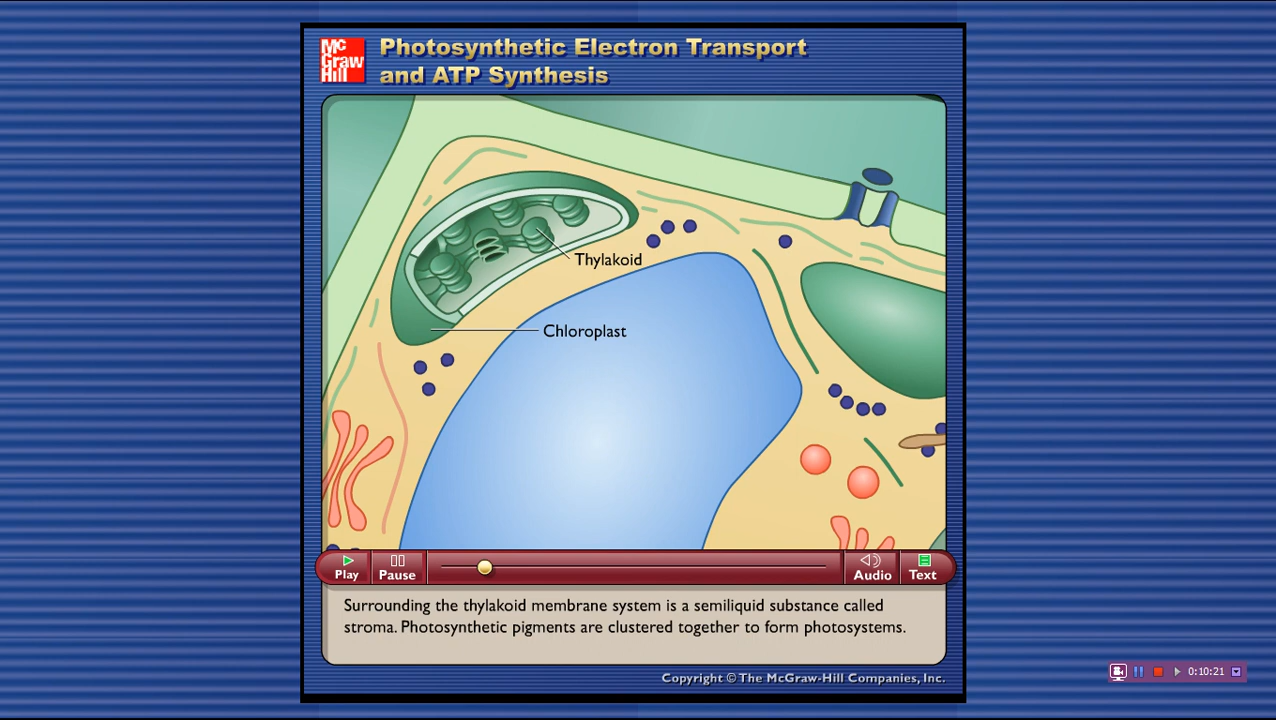 Mc
Graw
Hill
Photosynthetic Electron Transport
and ATP Synthesis
Thylakoid
Chloroplast
Play
Pause
Audio
Text
Surrounding the thylakoid membrane system is a semiliquid substance called
stroma. Photosynthetic pigments are clustered together to form photosystems.
Copyright © The McGraw-Hill Companies, Inc.
0:10:21